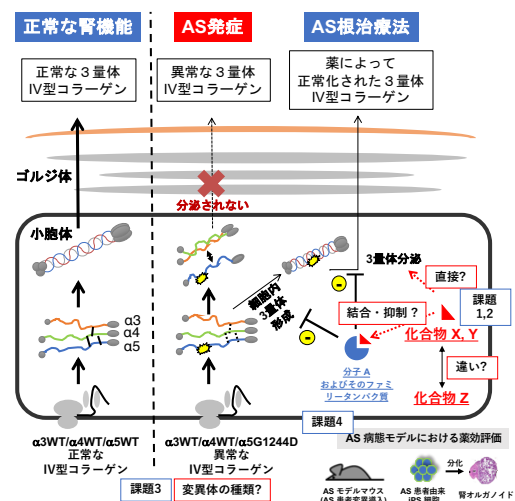 正常な腎機能
AS発症
AS根治療法
正常な３量体
IV型コラーゲン
異常な３量体
IV型コラーゲン
薬によって
正常化された３量体
IV型コラーゲン
ゴルジ体
分泌されない
小胞体
3量体分泌
直接?
細胞内
3量体
形成
課題
1,2
結合・抑制？
化合物 X, Y
α3
α4
α5
違い?
分子 A
およびそのファミ
リータンパク質
化合物 Z
課題4
α3WT/α4WT/α5WT
正常な
IV型コラーゲン
α3WT/α4WT/α5G1244D
異常な
IV型コラーゲン
AS 病態モデルにおける薬効評価
分化
課題3
変異体の種類?
AS モデルマウス
(AS 患者変異導入)
AS 患者由来
iPS 細胞
腎オルガノイド